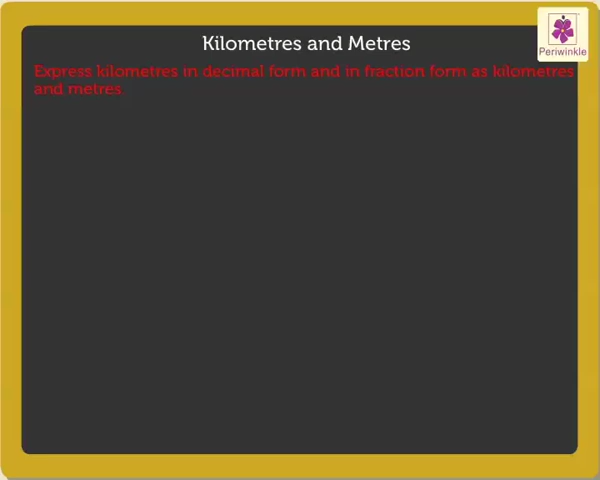 Kilometres and Metres
Periwinkle
Express kilometres in decimal form and in fraction form as kilometres
and metres